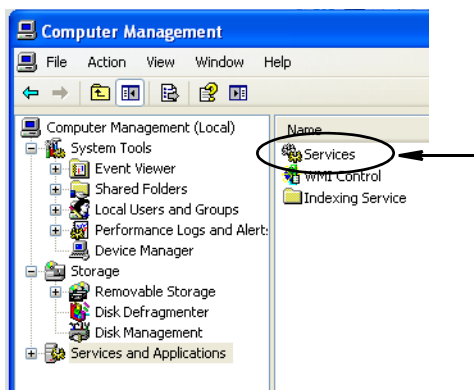 Computer Management
File Action View Window Help
Computer Management (Local)
System Tools
Event Viewer
Shared Folders
Local Users and Groups
Performance Logs and Alert
Device Manager
Storage
Removable Storage
Disk Defragmenter
Disk Management
Services and Applications
Name
Services
WMI Control
Indexing Service